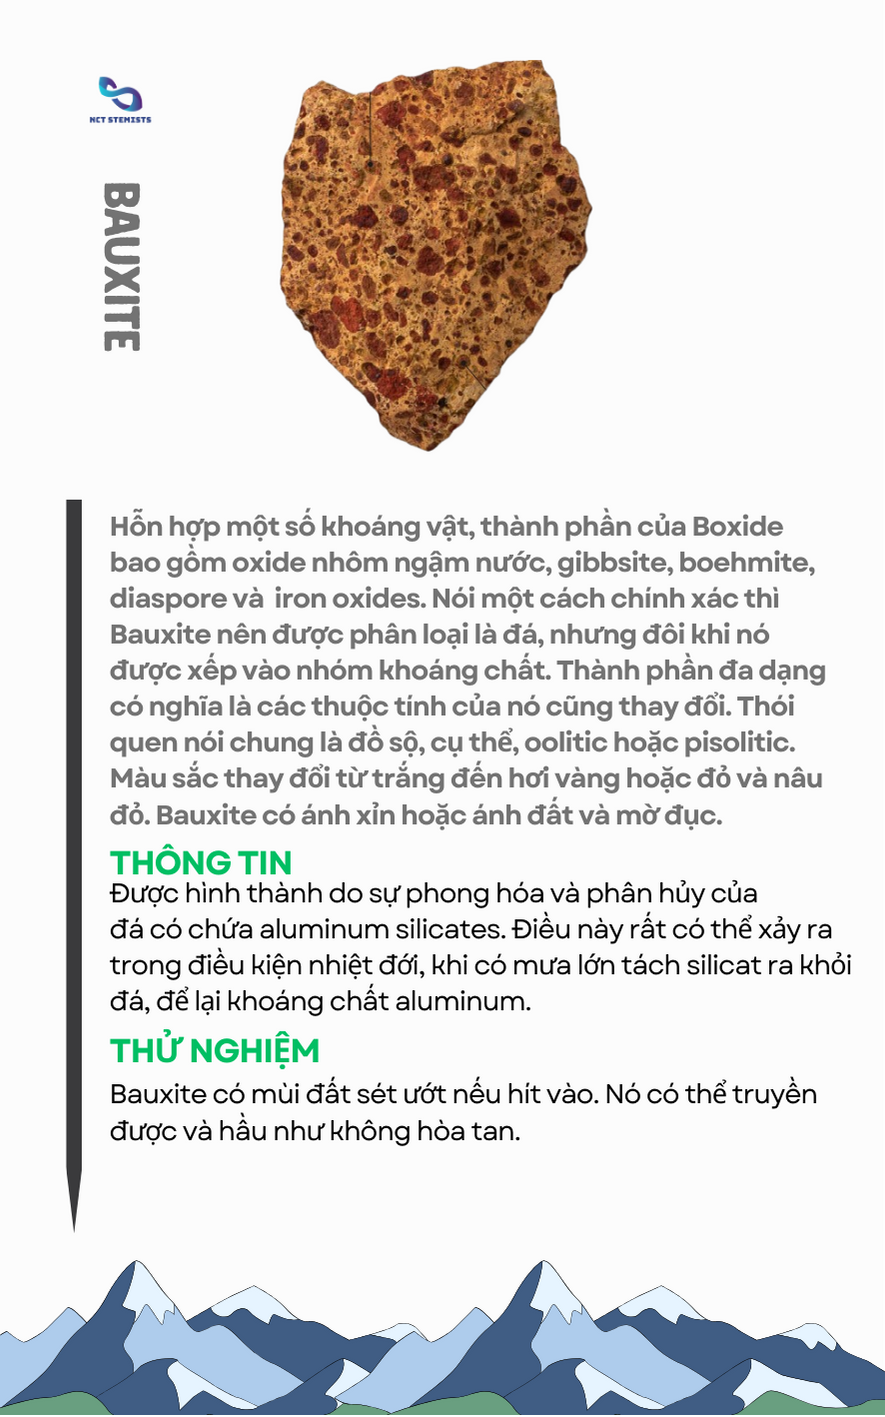 NCT STEMISTS
BAUXITE
Hỗn hợp một số khoáng vật, thành phần của Boxide
bao gồm oxide nhôm ngậm nước, gibbsite, boehmite,
diaspore và iron oxides. Nói một cách chính xác thì
Bauxite nên được phân loại là đá, nhưng đôi khi nó
được xếp vào nhóm khoáng chất. Thành phần đa dạng
có nghĩa là các thuộc tính của nó cũng thay đổi. Thói
quen nói chung là đồ sộ, cụ thể, oolitic hoặc pisolitic.
Màu sắc thay đổi từ trắng đến hơi vàng hoặc đỏ và nâu
đỏ. Bauxite có ánh xỉn hoặc ánh đất và mờ đục.
THÔNG TIN
Được hình thành do sự phong hóa và phân hủy của
đá có chứa aluminum silicates. Điều này rất có thể xảy ra
trong điều kiện nhiệt đới, khi có mưa lớn tách silicat ra khỏi
đá, để lại khoáng chất aluminum.
THỬ NGHIỆM
Bauxite có mùi đất sét ướt nếu hít vào. Nó có thể truyền
được và hầu như không hòa tan.